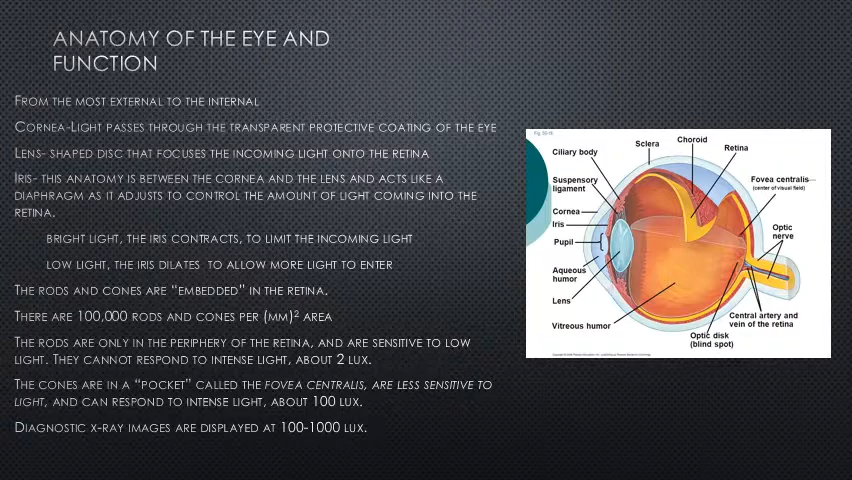 ANATOMY OF THE EYE AND
FUNCTION
FROM THE MOST EXTERNAL TO THE INTERNAL
CORNEA-LIGHT PASSES THROUGH THE TRANSPARENT PROTECTIVE COATING OF THE EYE
LENS- SHAPED DISC THAT FOCUSES THE INCOMING LIGHT ONTO THE RETINA
IRIS- THIS ANATOMY IS BETWEEN THE CORNEA AND THE LENS AND ACTS LIKE A
DIAPHRAGM AS IT ADJUSTS TO CONTROL THE AMOUNT OF LIGHT COMING INTO THE
RETINA.
BRIGHT LIGHT, THE IRIS CONTRACTS, TO LIMIT THE INCOMING LIGHT
LOW LIGHT, THE IRIS DILATES TO ALLOW MORE LIGHT TO ENTER
THE RODS AND CONES ARE “EMBEDDED” IN THE RETINA.
THERE ARE 100,000 RODS AND CONES PER (MM)² AREA
THE RODS ARE ONLY IN THE PERIPHERY OF THE RETINA, AND ARE SENSITIVE TO LOW
LIGHT. THEY CANNOT RESPOND TO INTENSE LIGHT, ABOUT 2 LUX.
THE CONES ARE IN A “POCKET” CALLED THE FOVEA CENTRALIS, ARE LESS SENSITIVE TO
LIGHT, AND CAN RESPOND TO INTENSE LIGHT, ABOUT 100 LUX.
DIAGNOSTIC X-RAY IMAGES ARE DISPLAYED AT 100-1000 LUX.
Sclera
Choroid
Retina
Ciliary body
Suspensory
ligament
Cornea
Iris
Pupil
Aqueous
humor
Lens
Vitreous humor
Fovea centralis
(center of visual field)
Optic
nerve
Central artery and
vein of the retina
Optic disk
(blind spot)